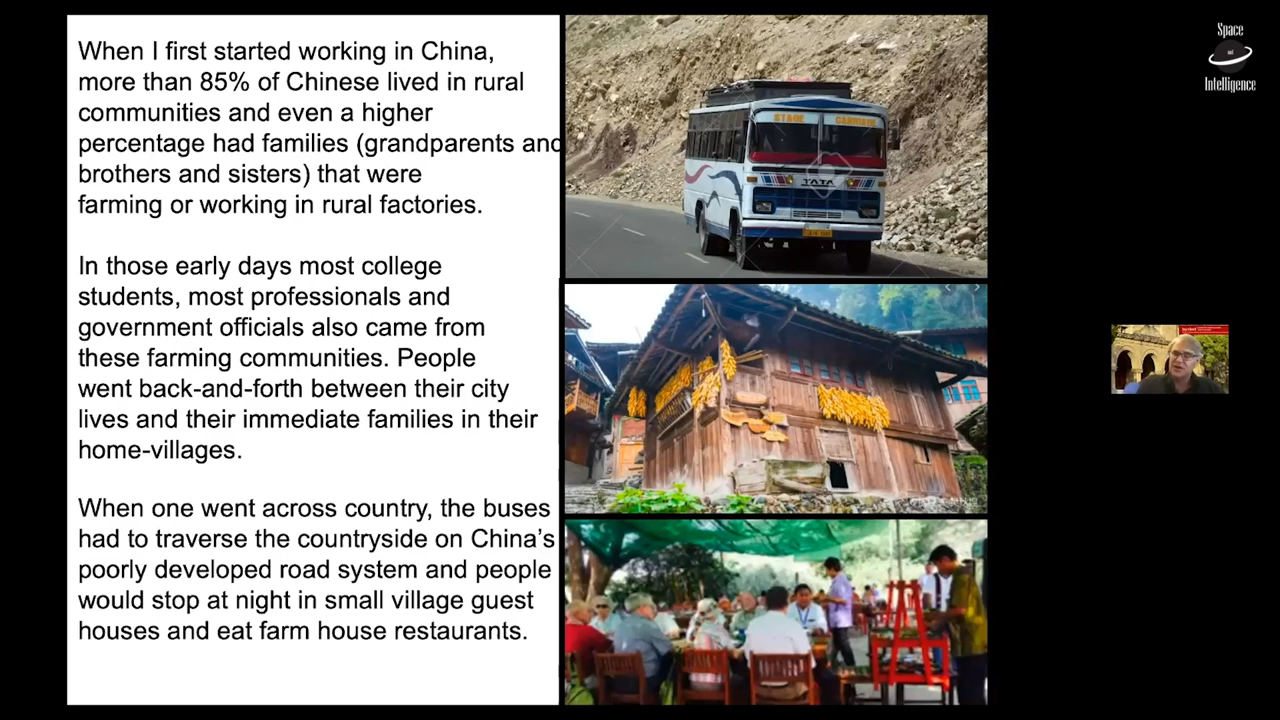 When I first started working in China,
more than 85% of Chinese lived in rural
communities and even a higher
percentage had families (grandparents and
brothers and sisters) that were
farming or working in rural factories.
In those early days most college
students, most professionals and
government officials also came from
these farming communities. People
went back-and-forth between their city
lives and their immediate families in their
home-villages.
When one went across country, the buses
had to traverse the countryside on China's
poorly developed road system and people
would stop at night in small village guest
houses and eat farm house restaurants.
STAGE CARRIAGE
TATA
Space
and
Intelligence